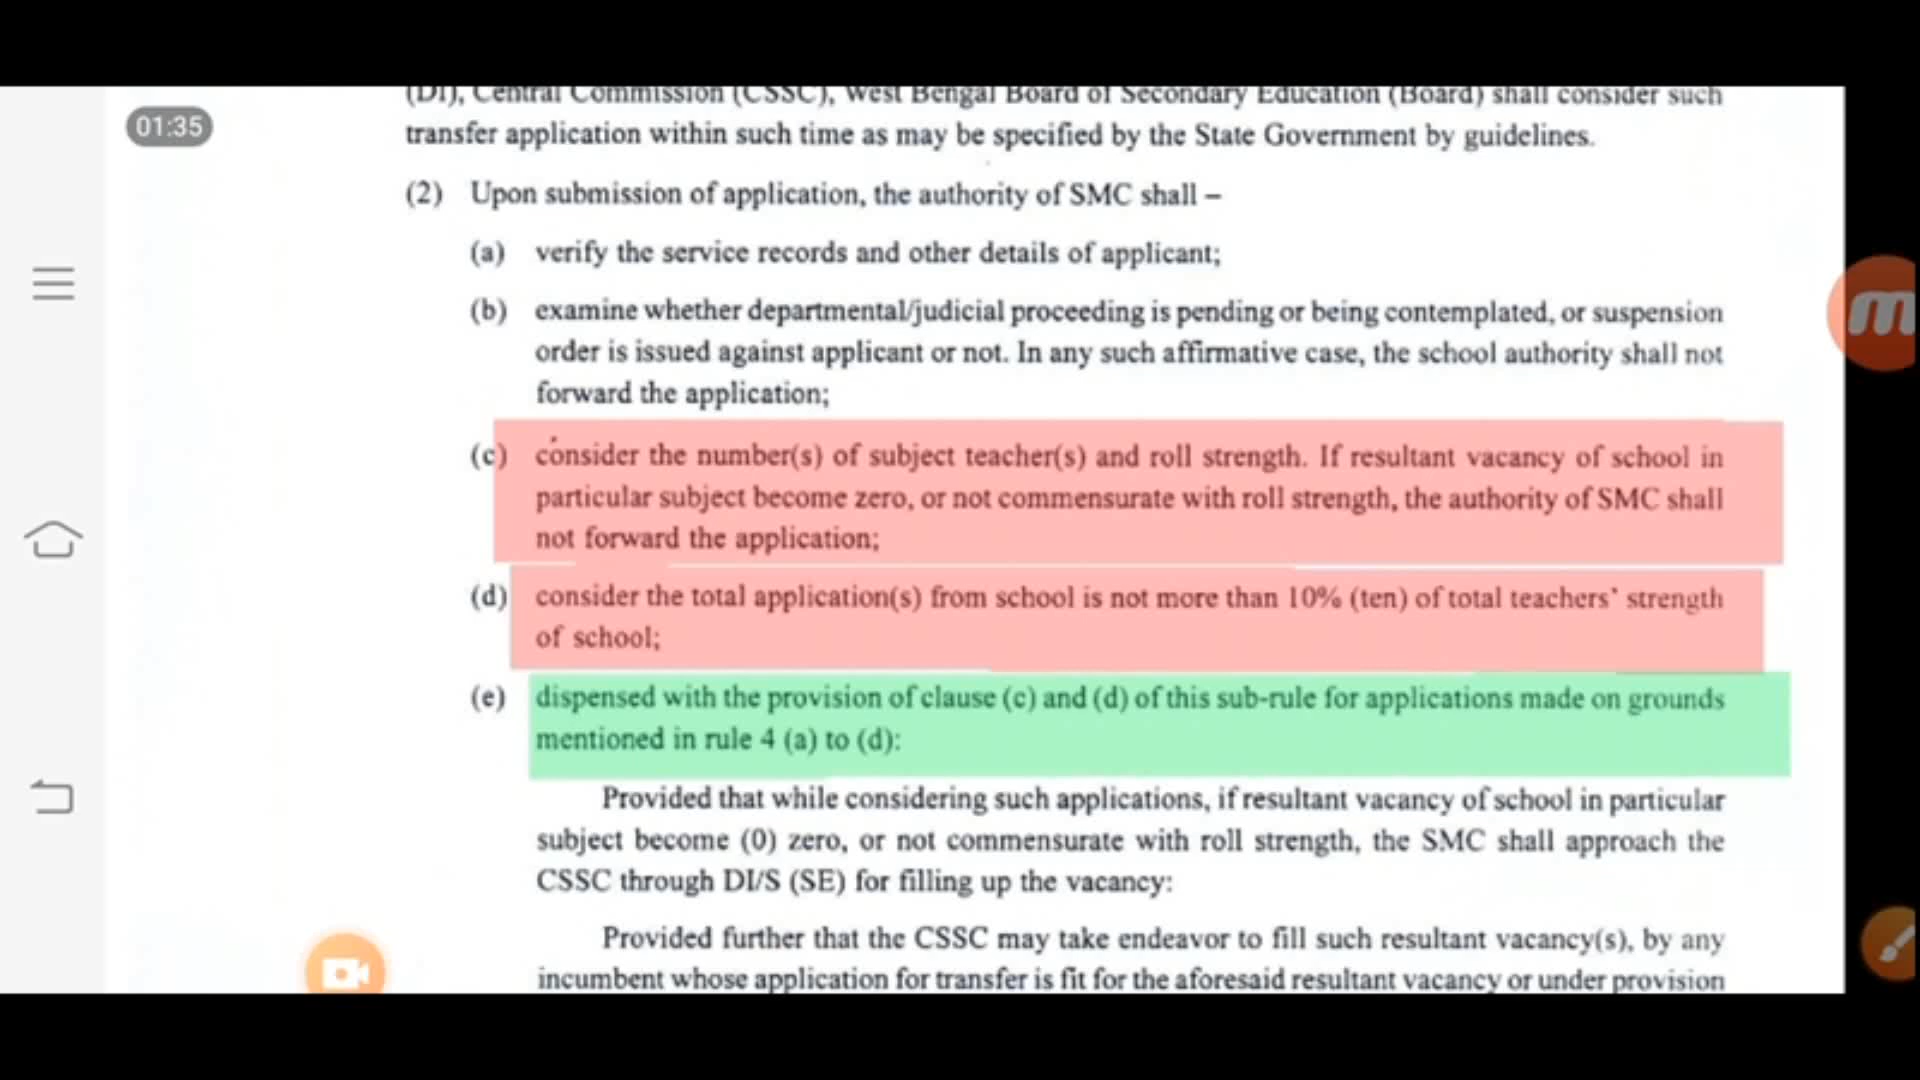 (DI), Central Commission (CSSC), West Bengal Board of Secondary Education (Board) shall consider such
01:35
transfer application within such time as may be specified by the State Government by guidelines.
(2) Upon submission of application, the authority of SMC shall –
(a) verify the service records and other details of applicant;
(b) examine whether departmental/judicial proceeding is pending or being contemplated, or suspension
order is issued against applicant or not. In any such affirmative case, the school authority shall not
forward the application;
(c) consider the number(s) of subject teacher(s) and roll strength. If resultant vacancy of school in
particular subject become zero, or not commensurate with roll strength, the authority of SMC shall
not forward the application;
(d) consider the total application(s) from school is not more than 10% (ten) of total teachers' strength
of school;
(e) dispensed with the provision of clause (c) and (d) of this sub-rule for applications made on grounds
mentioned in rule 4 (a) to (d):
Provided that while considering such applications, if resultant vacancy of school in particular
subject become (0) zero, or not commensurate with roll strength, the SMC shall approach the
CSSC through DI/S (SE) for filling up the vacancy:
Provided further that the CSSC may take endeavor to fill such resultant vacancy(s), by any
incumbent whose application for transfer is fit for the aforesaid resultant vacancy or under provision